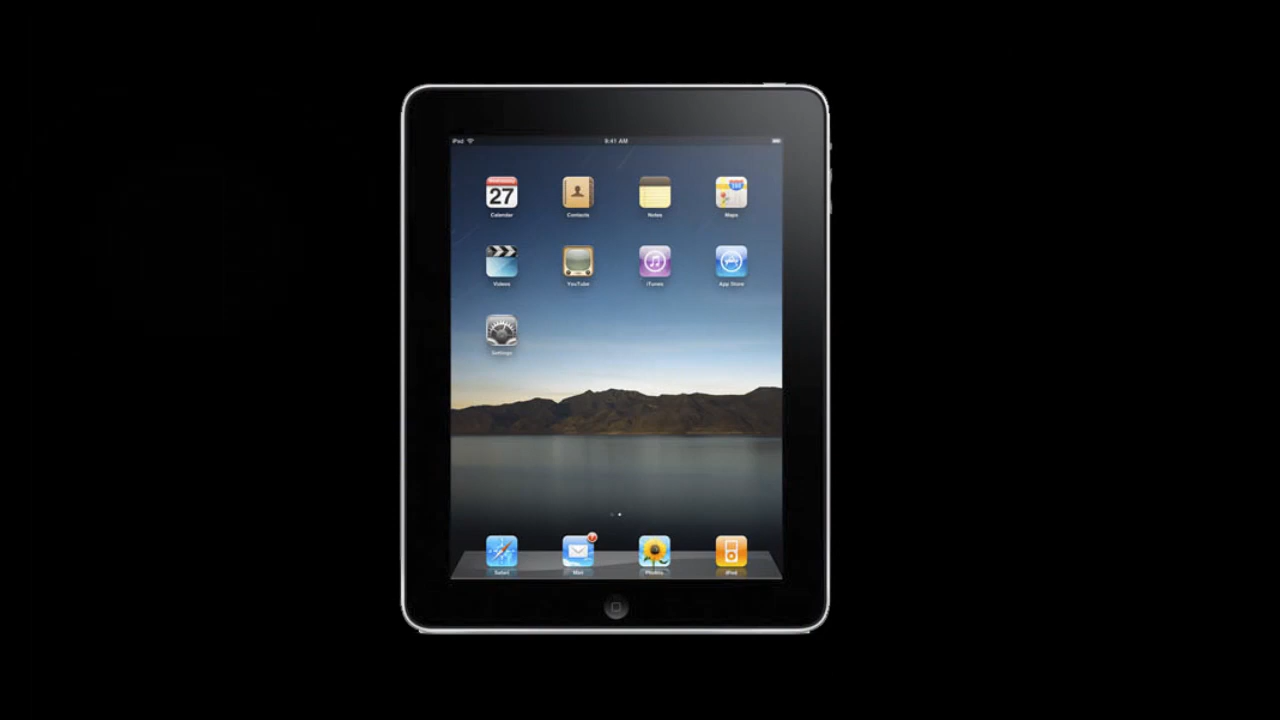 iPad 9:41 AM
27
Calendar Contacts Notes Maps
Videos YouTube iTunes App Store
Settings
Safari Mail Photos iPod